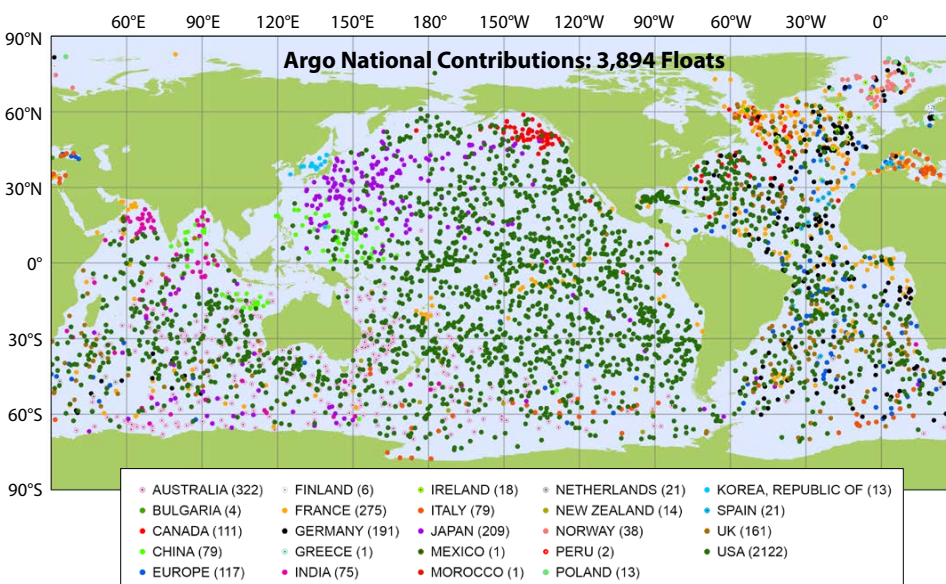 60°E 90°E 120°E 150°E 180° -150°W -120°W -90°W 60°W 30°W 0°
90°N
Argo National Contributions: 3,894 Floats
60°N
30°N
0°
30°S
60°S
90°S
AUSTRALIA (322) FINLAND (6) IRELAND (18) NETHERLANDS (21) KOREA, REPUBLIC OF (13)
BULGARIA (4) FRANCE (275) ITALY (79) NEW ZEALAND (14) SPAIN (21)
CANADA (111) GERMANY (191) JAPAN (209) NORWAY (38) UK (161)
CHINA (79) GREECE (1) MEXICO (1) PERU (2) USA (2122)
EUROPE (117) INDIA (75) MOROCCO (1) POLAND (13)